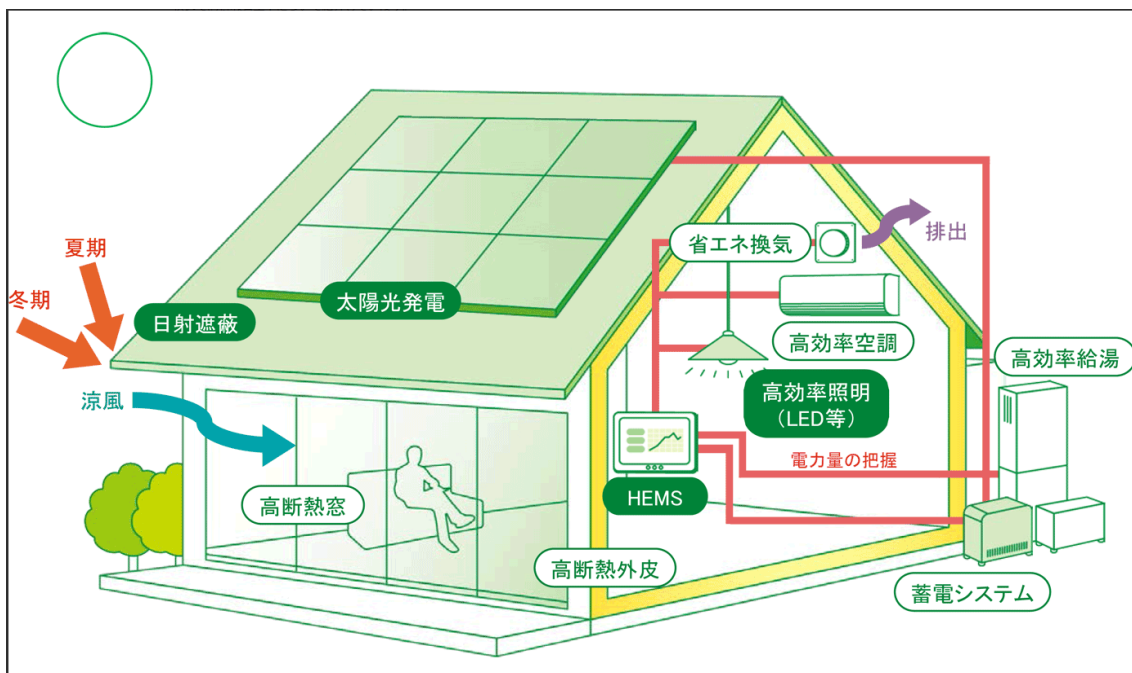 夏期
冬期
日射遮蔽
太陽光発電
涼風
高断熱窓
高断熱外皮
省エネ換気
排出
高効率空調
高効率照明
（LED等）
HEMS
電力量の把握
高効率給湯
蓄電システム